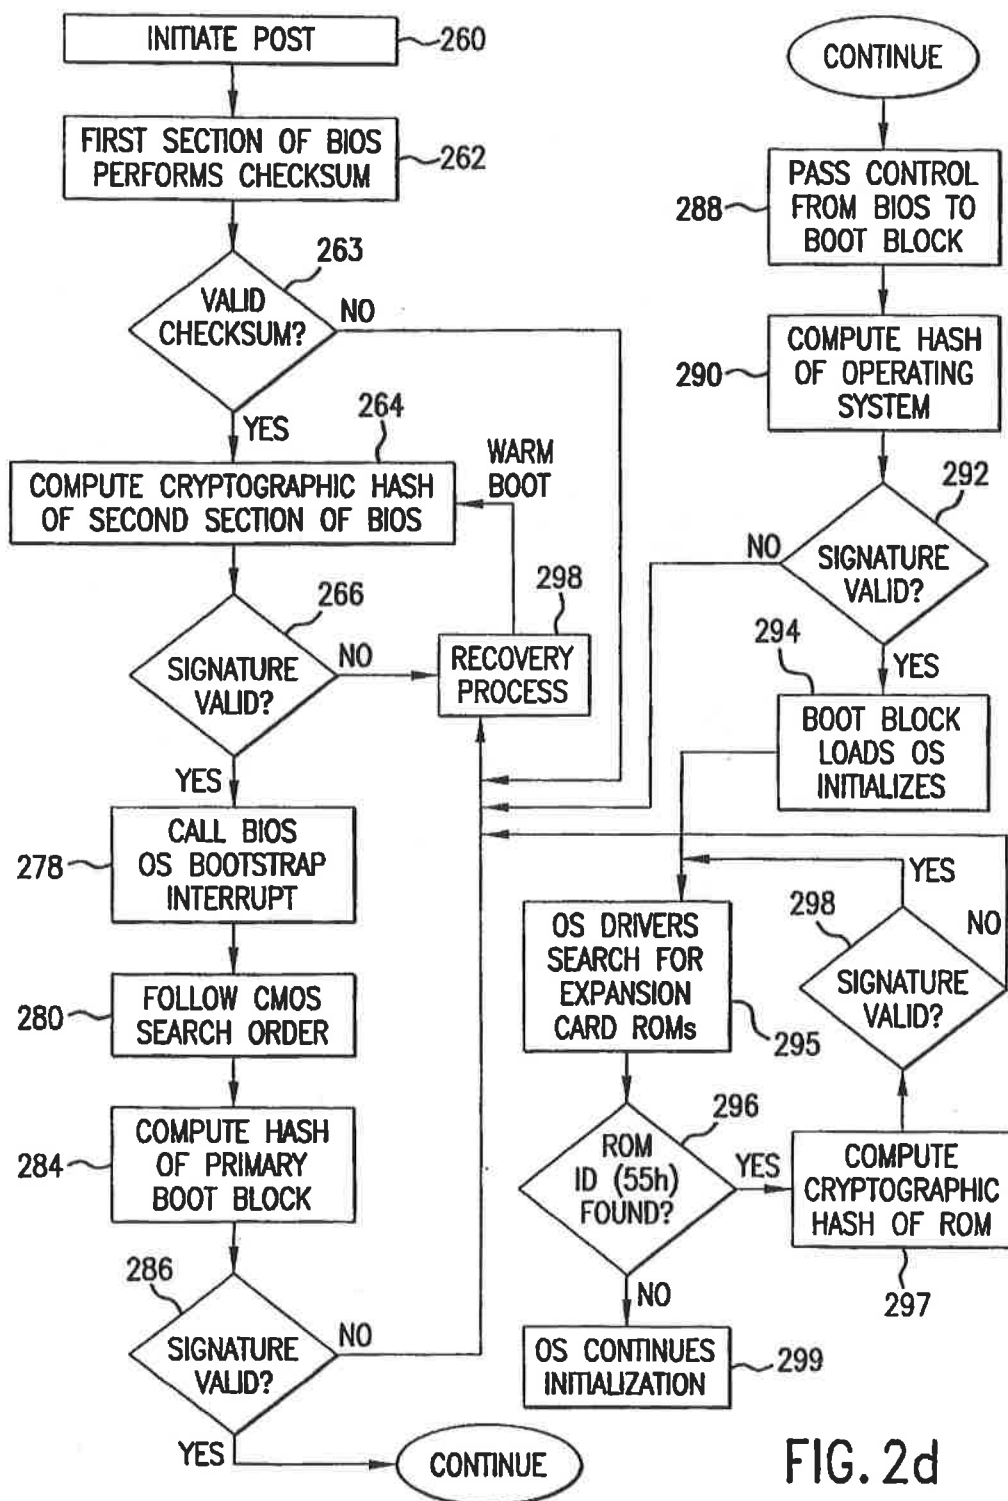 INITIATE POST
260
FIRST SECTION OF BIOS
PERFORMS CHECKSUM
262
263
VALID
CHECKSUM?
NO
YES
264
COMPUTE CRYPTOGRAPHIC HASH
OF SECOND SECTION OF BIOS
WARM
BOOT
266
SIGNATURE
VALID?
NO
298
RECOVERY
PROCESS
YES
278
CALL BIOS
OS BOOTSTRAP
INTERRUPT
280
FOLLOW CMOS
SEARCH ORDER
284
COMPUTE HASH
OF PRIMARY
BOOT BLOCK
286
SIGNATURE
VALID?
NO
YES
CONTINUE
CONTINUE
288
PASS CONTROL
FROM BIOS TO
BOOT BLOCK
290
COMPUTE HASH
OF OPERATING
SYSTEM
292
NO
SIGNATURE
VALID?
294
YES
BOOT BLOCK
LOADS OS
INITIALIZES
YES
298
NO
SIGNATURE
VALID?
OS DRIVERS
SEARCH FOR
EXPANSION
CARD ROMs
295
296
ROM
ID (55h)
FOUND?
YES
COMPUTE
CRYPTOGRAPHIC
HASH OF ROM
297
NO
OS CONTINUES
INITIALIZATION
299
FIG. 2d